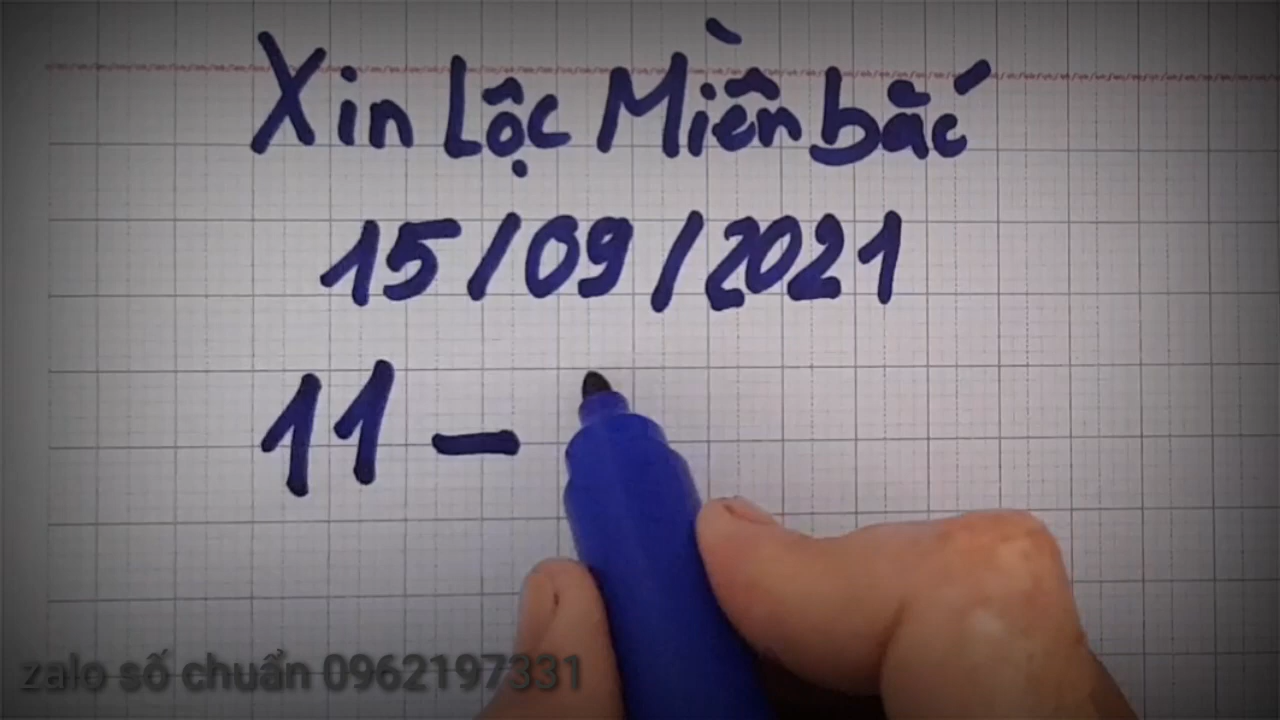 Xin Lộc Miền bắc
15/09/2021
11 -
zalo số chuẩn 0962197331